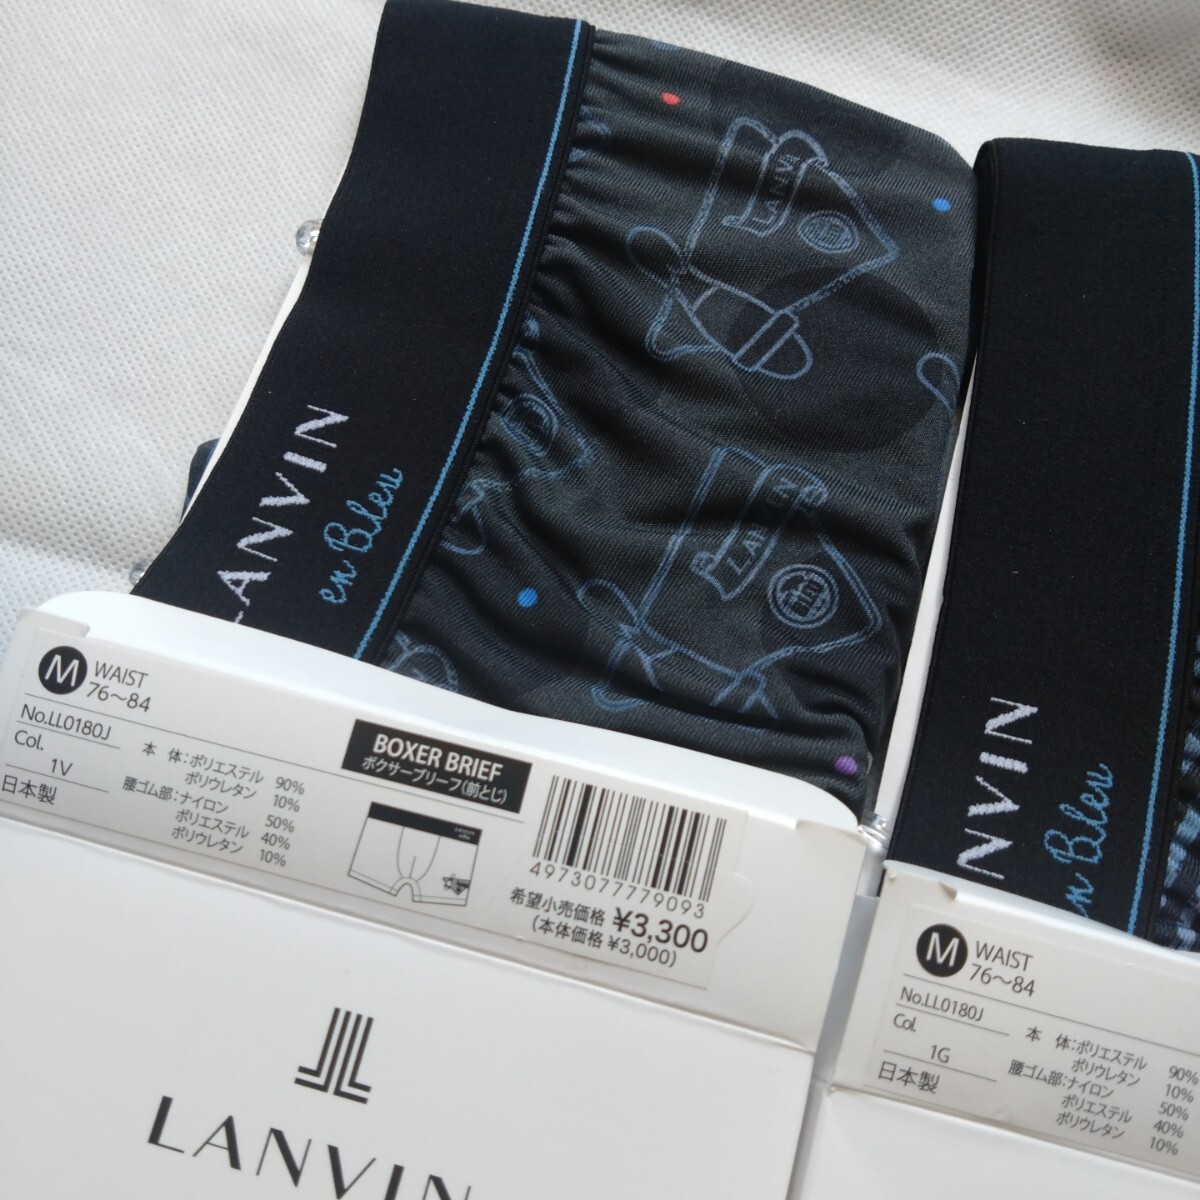 LANVI
LANVIN
BLEU
LANVIN
en Bleu
M WAIST
76～84
No.LL0180J
Col.
1V
日本製
本 体：ポリエステル 90%
ポリウレタン 10%
腰ゴム部：ナイロン 50%
ポリエステル 40%
ポリウレタン 10%
BOXER BRIEF
ボクサーブリーフ（前とじ）
4973077779093
希望小売価格 ¥3,300
（本体価格 ¥3,000）
LANVIN
NVIN
en Bleu
M WAIST
76～84
No.LL0180J
Col.
1G
日本製
本 体：ポリエステル 90%
ポリウレタン 10%
腰ゴム部：ナイロン 50%
ポリエステル 40%
ポリウレタン 10%